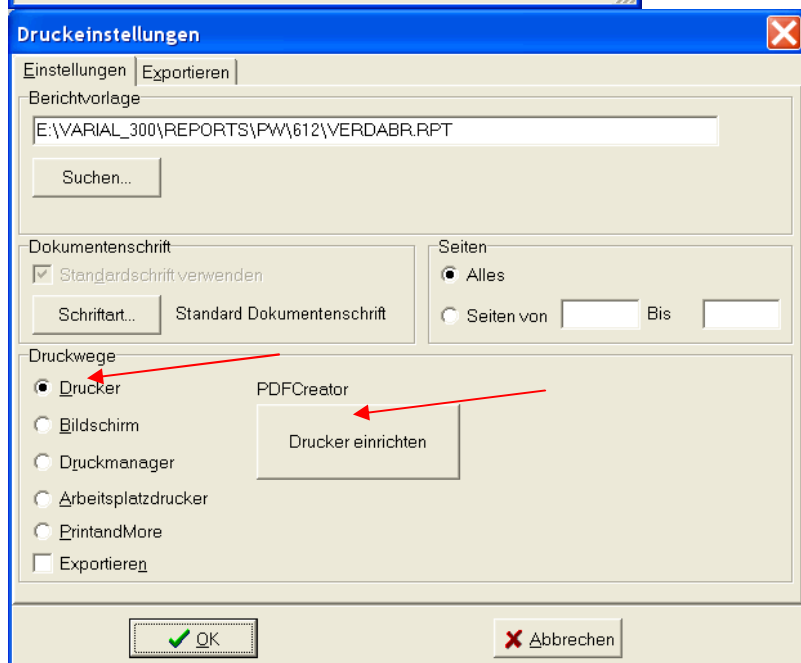 Druckeinstellungen
Einstellungen Exportieren
Berichtvorlage
E:\VARIAL_300\REPORTS\PW\612\VERDABR.RPT
Suchen...
Dokumentenschrift
Standardschrift verwenden
Schriftart... Standard Dokumentenschrift
Seiten
Alles
Seiten von Bis
Druckwege
Drucker
Bildschirm
Druckmanager
Arbeitsplatzdrucker
PrintandMore
Exportieren
PDFCreator
Drucker einrichten
OK Abbrechen